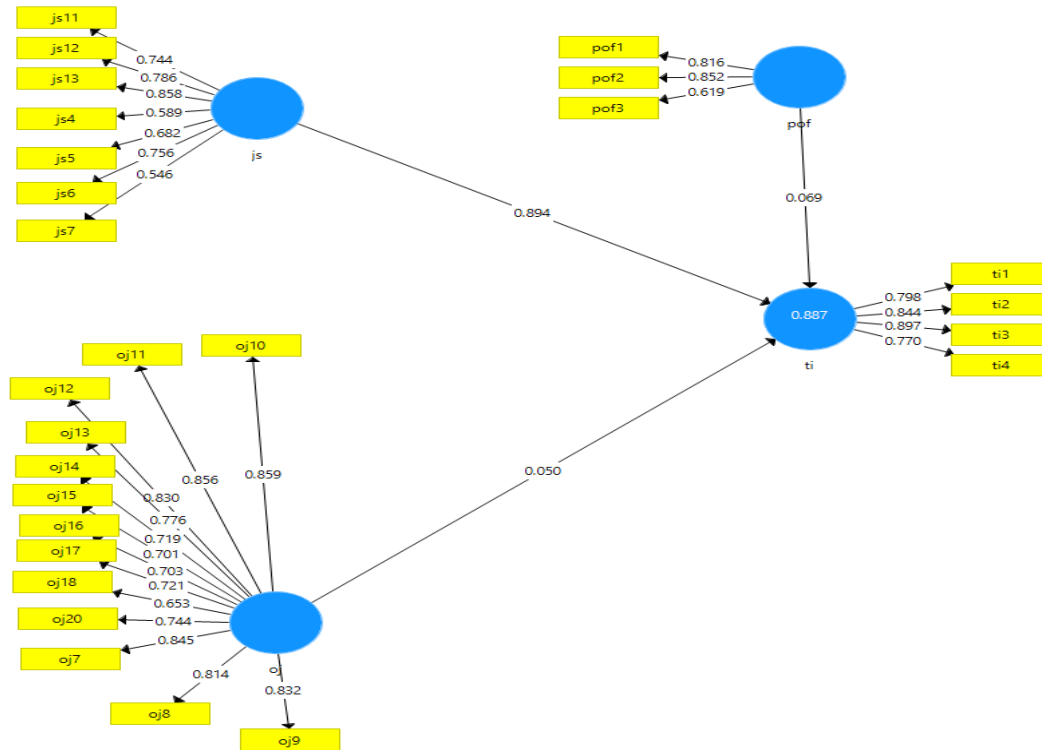 js11
js12
js13
js4
js5
js6
js7
0.744
0.786
0.858
0.589
0.682
0.756
0.546
js
pof1
pof2
pof3
0.816
0.852
0.619
pof
0.894
0.069
0.887
ti
0.798
0.844
0.897
0.770
ti1
ti2
ti3
ti4
oj10
oj11
oj12
oj13
oj14
oj15
oj16
oj17
oj18
oj20
oj7
oj8
oj9
0.859
0.856
0.830
0.776
0.719
0.701
0.703
0.721
0.653
0.744
0.845
0.814
0.832
oj
0.050